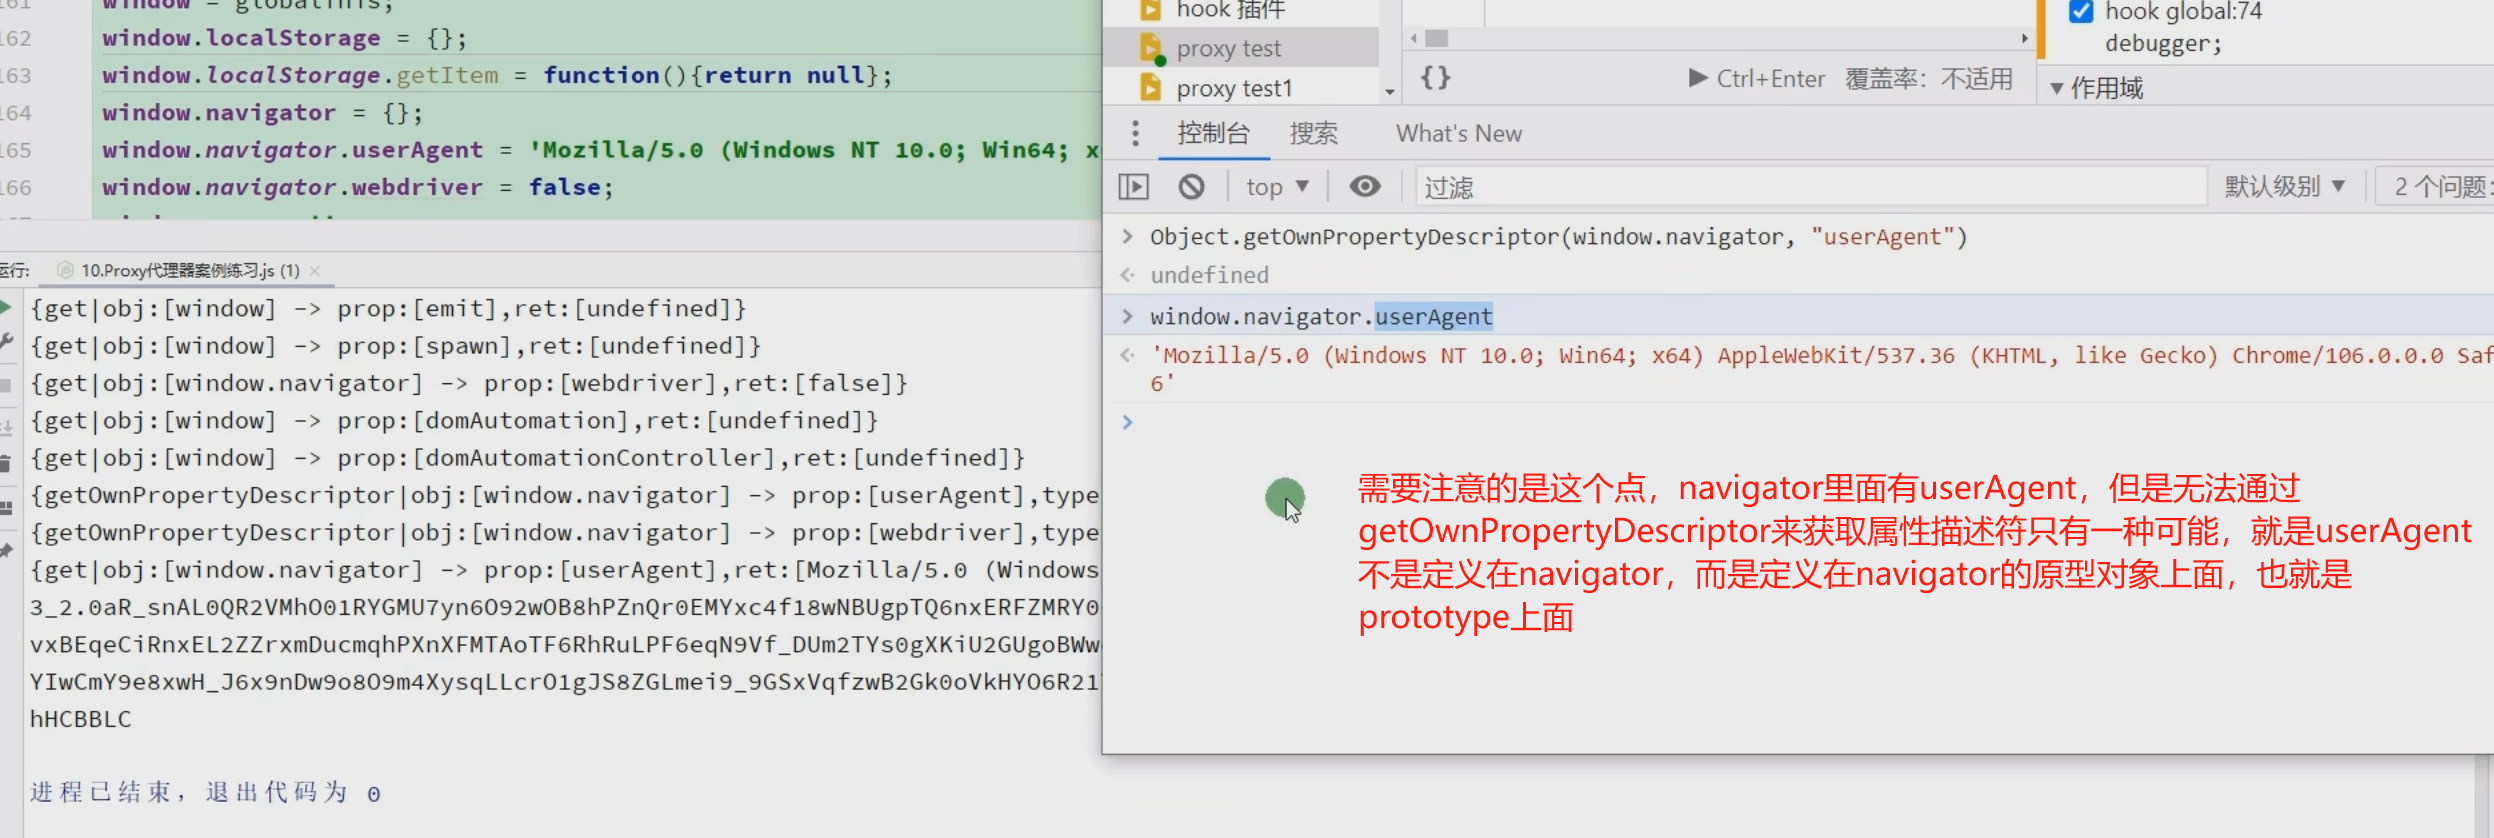 161 window = globalThis;
162 window.localStorage = {};
163 window.localStorage.getItem = function(){return null};
164 window.navigator = {};
165 window.navigator.userAgent = 'Mozilla/5.0 (Windows NT 10.0; Win64; x
166 window.navigator.webdriver = false;
运行:
10.Proxy代理器案例练习.js (1)
{get|obj:[window] -> prop:[emit],ret:[undefined]}
{get|obj:[window] -> prop:[spawn],ret:[undefined]}
{get|obj:[window.navigator] -> prop:[webdriver],ret:[false]}
{get|obj:[window] -> prop:[domAutomation],ret:[undefined]}
{get|obj:[window] -> prop:[domAutomationController],ret:[undefined]}
{getOwnPropertyDescriptor|obj:[window.navigator] -> prop:[userAgent],type
{getOwnPropertyDescriptor|obj:[window.navigator] -> prop:[webdriver],type
{get|obj:[window.navigator] -> prop:[userAgent],ret:[Mozilla/5.0 (Windows
3_2.0aR_snAL0QR2VMhO01RYGMU7yn6O92wOB8hPZnQr0EMYxc4f18wNBUgpTQ6nxERFZMRY0
vxBEqeCiRnxEL2ZZrxmDucmqhPXnXFMTAoTF6RhRuLPF6eqN9Vf_DUm2TYs0gXKiU2GUgoBWw
YIwCmY9e8xwH_J6x9nDw9o8O9m4XysqLLcrO1gJS8ZGLmei9_9GSxVqfzwB2Gk0oVkHYO6R21
hHCBBLC
进程已结束，退出代码为 0
hook 插件
proxy test
proxy test1
{}
Ctrl+Enter 覆盖率：不适用
hook global:74
debugger;
作用域
控制台 搜索 What's New
top 过滤 默认级别 2 个问题:
Object.getOwnPropertyDescriptor(window.navigator, "userAgent")
undefined
window.navigator.userAgent
'Mozilla/5.0 (Windows NT 10.0; Win64; x64) AppleWebKit/537.36 (KHTML, like Gecko) Chrome/106.0.0.0 Saf
6'
需要注意的是这个点，navigator里面有userAgent，但是无法通过
getOwnPropertyDescriptor来获取属性描述符只有一种可能，就是userAgent
不是定义在navigator，而是定义在navigator的原型对象上面，也就是
prototype上面